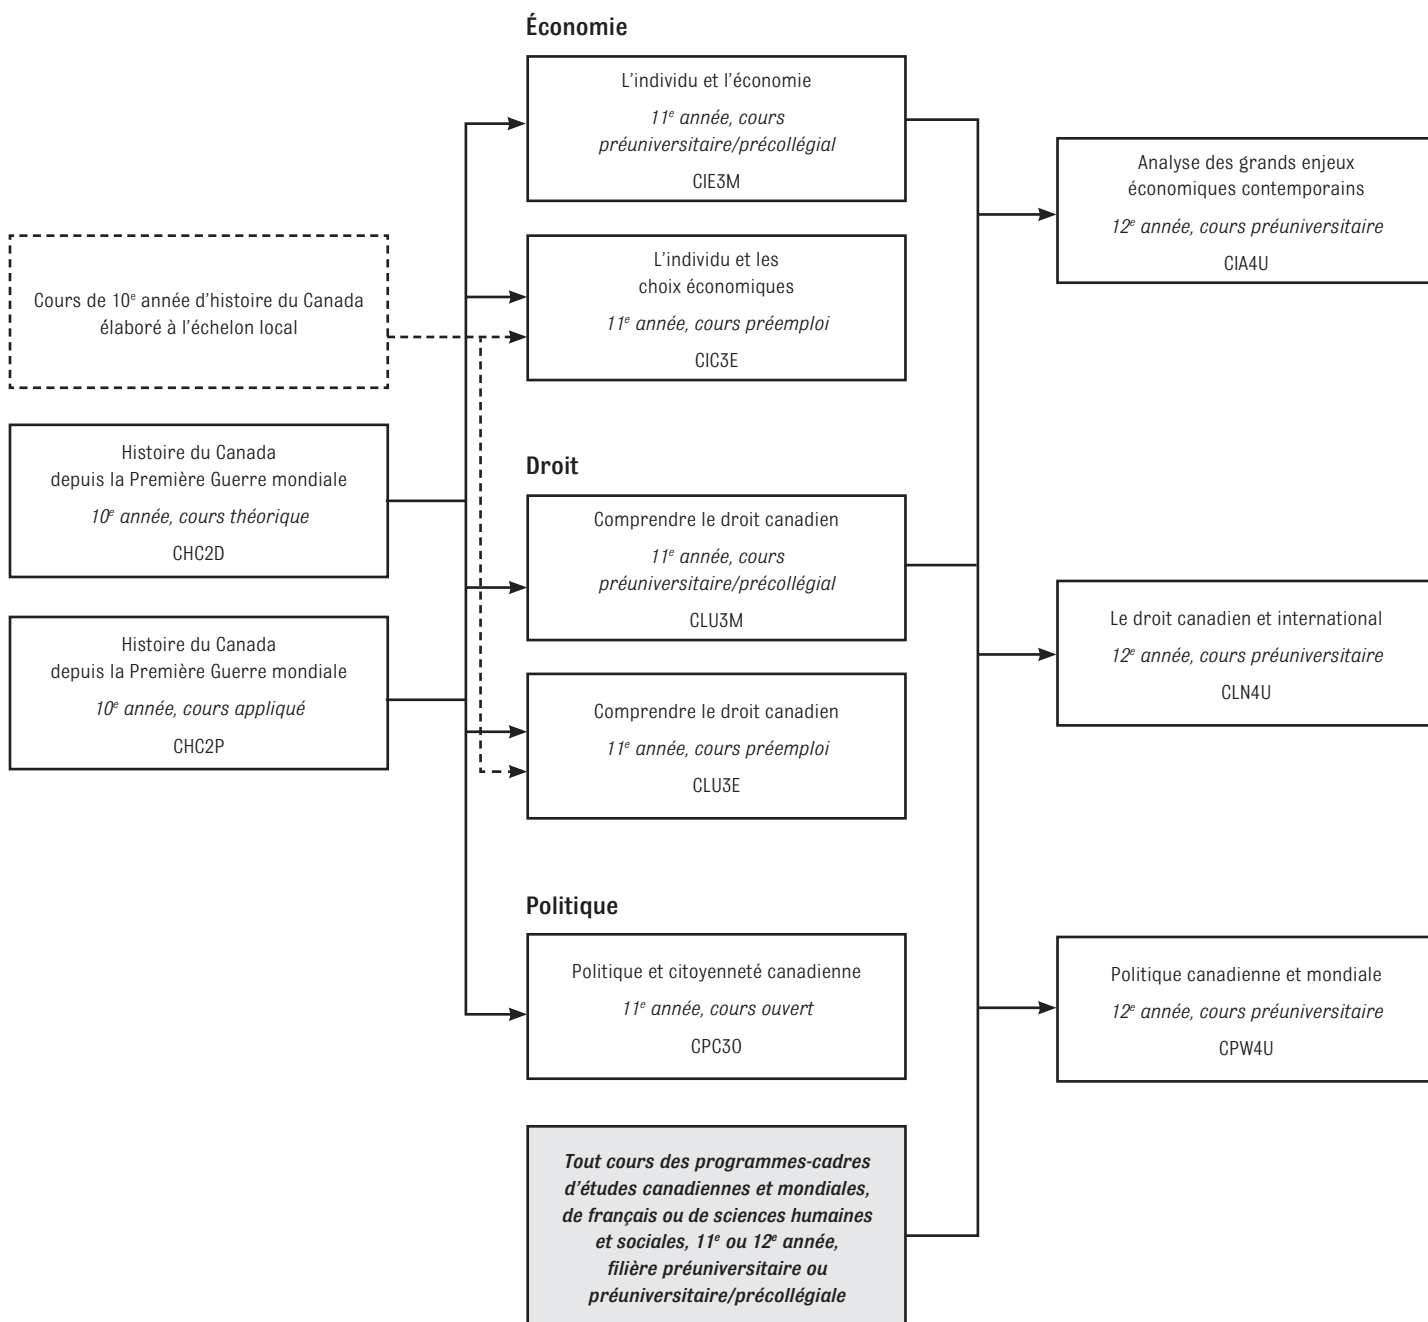 Économie
L'individu et l'économie
11e année, cours
préuniversitaire/précollégial
CIE3M
L'individu et les
choix économiques
11e année, cours préemploi
CIC3E
Cours de 10e année d'histoire du Canada
élaboré à l'échelon local
Histoire du Canada
depuis la Première Guerre mondiale
10e année, cours théorique
CHC2D
Histoire du Canada
depuis la Première Guerre mondiale
10e année, cours appliqué
CHC2P
Droit
Comprendre le droit canadien
11e année, cours
préuniversitaire/précollégial
CLU3M
Comprendre le droit canadien
11e année, cours préemploi
CLU3E
Politique
Politique et citoyenneté canadienne
11e année, cours ouvert
CPC3O
Tout cours des programmes-cadres
d'études canadiennes et mondiales,
de français ou de sciences humaines
et sociales, 11e ou 12e année,
filière préuniversitaire ou
préuniversitaire/précollégiale
Analyse des grands enjeux
économiques contemporains
12e année, cours préuniversitaire
CIA4U
Le droit canadien et international
12e année, cours préuniversitaire
CLN4U
Politique canadienne et mondiale
12e année, cours préuniversitaire
CPW4U